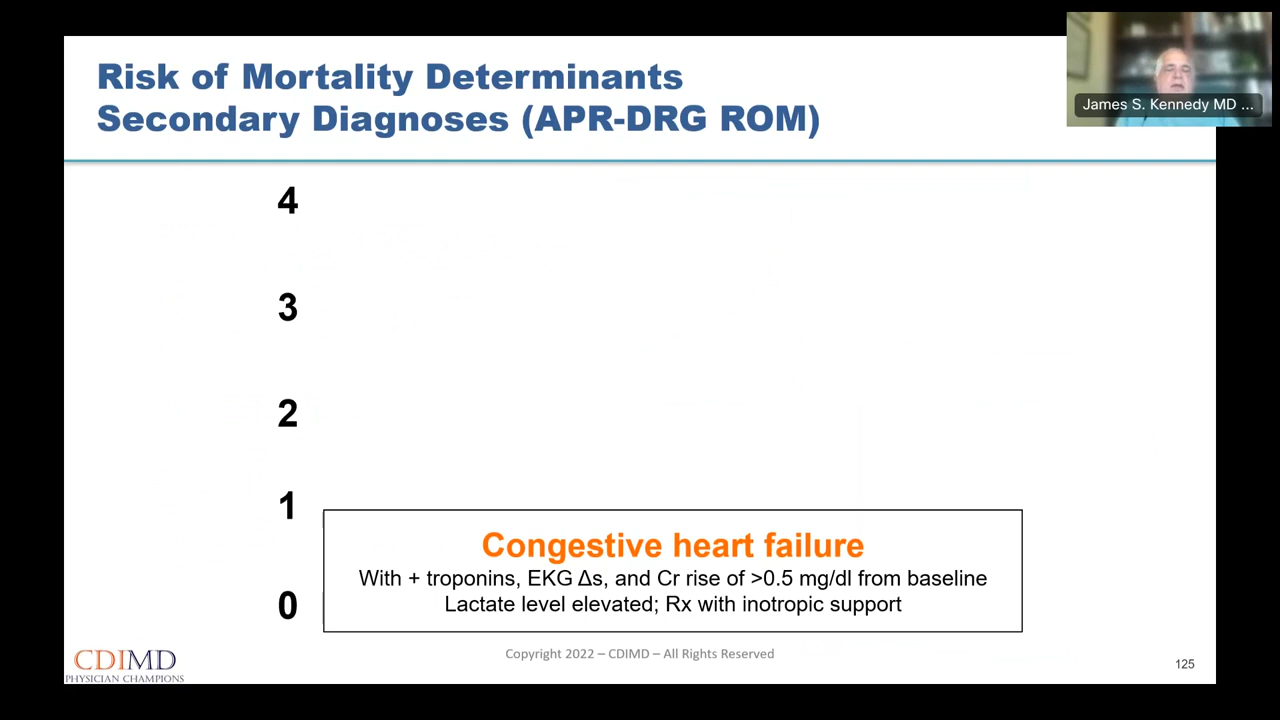 Risk of Mortality Determinants
Secondary Diagnoses (APR-DRG ROM)
James S. Kennedy MD ...
4
3
2
1
0
Congestive heart failure
With + troponins, EKG Δs, and Cr rise of >0.5 mg/dl from baseline
Lactate level elevated; Rx with inotropic support
CDIMD
PHYSICIAN CHAMPIONS
Copyright 2022 – CDIMD – All Rights Reserved
125